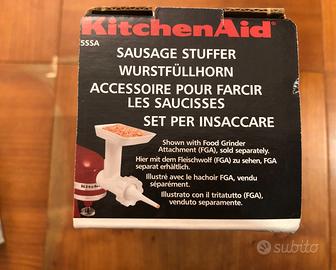 KitchenAid®
5SSA
SAUSAGE STUFFER
WURSTFÜLLHORN
ACCESSOIRE POUR FARCIR
LES SAUCISSES
SET PER INSACCARE
Shown with Food Grinder
Attachment (FGA), sold separately.
Hier mit dem Fleischwolf (FGA) zu sehen, FGA
separat erhältlich.
Illustré avec le hachoir FGA, vendu
séparément.
Illustrato con il tritatutto (FGA),
venduto separamente.
KitchenAid
subito